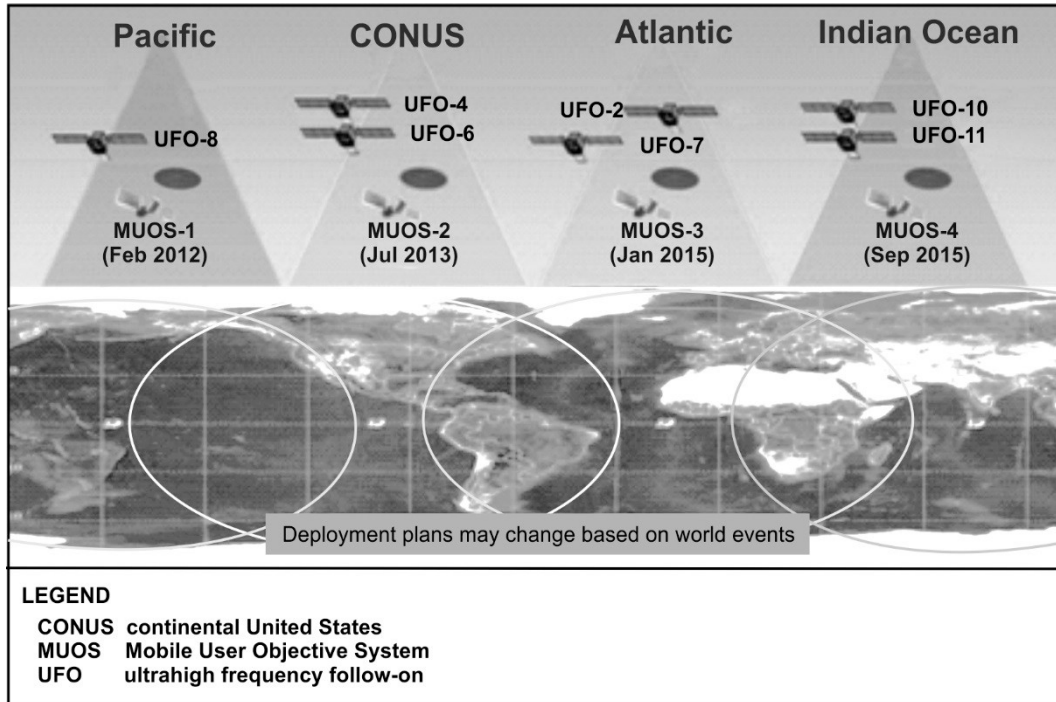 Pacific
CONUS
Atlantic
Indian Ocean
UFO-8
UFO-4
UFO-6
UFO-2
UFO-7
UFO-10
UFO-11
MUOS-1
(Feb 2012)
MUOS-2
(Jul 2013)
MUOS-3
(Jan 2015)
MUOS-4
(Sep 2015)
Deployment plans may change based on world events
LEGEND
CONUS continental United States
MUOS Mobile User Objective System
UFO ultrahigh frequency follow-on